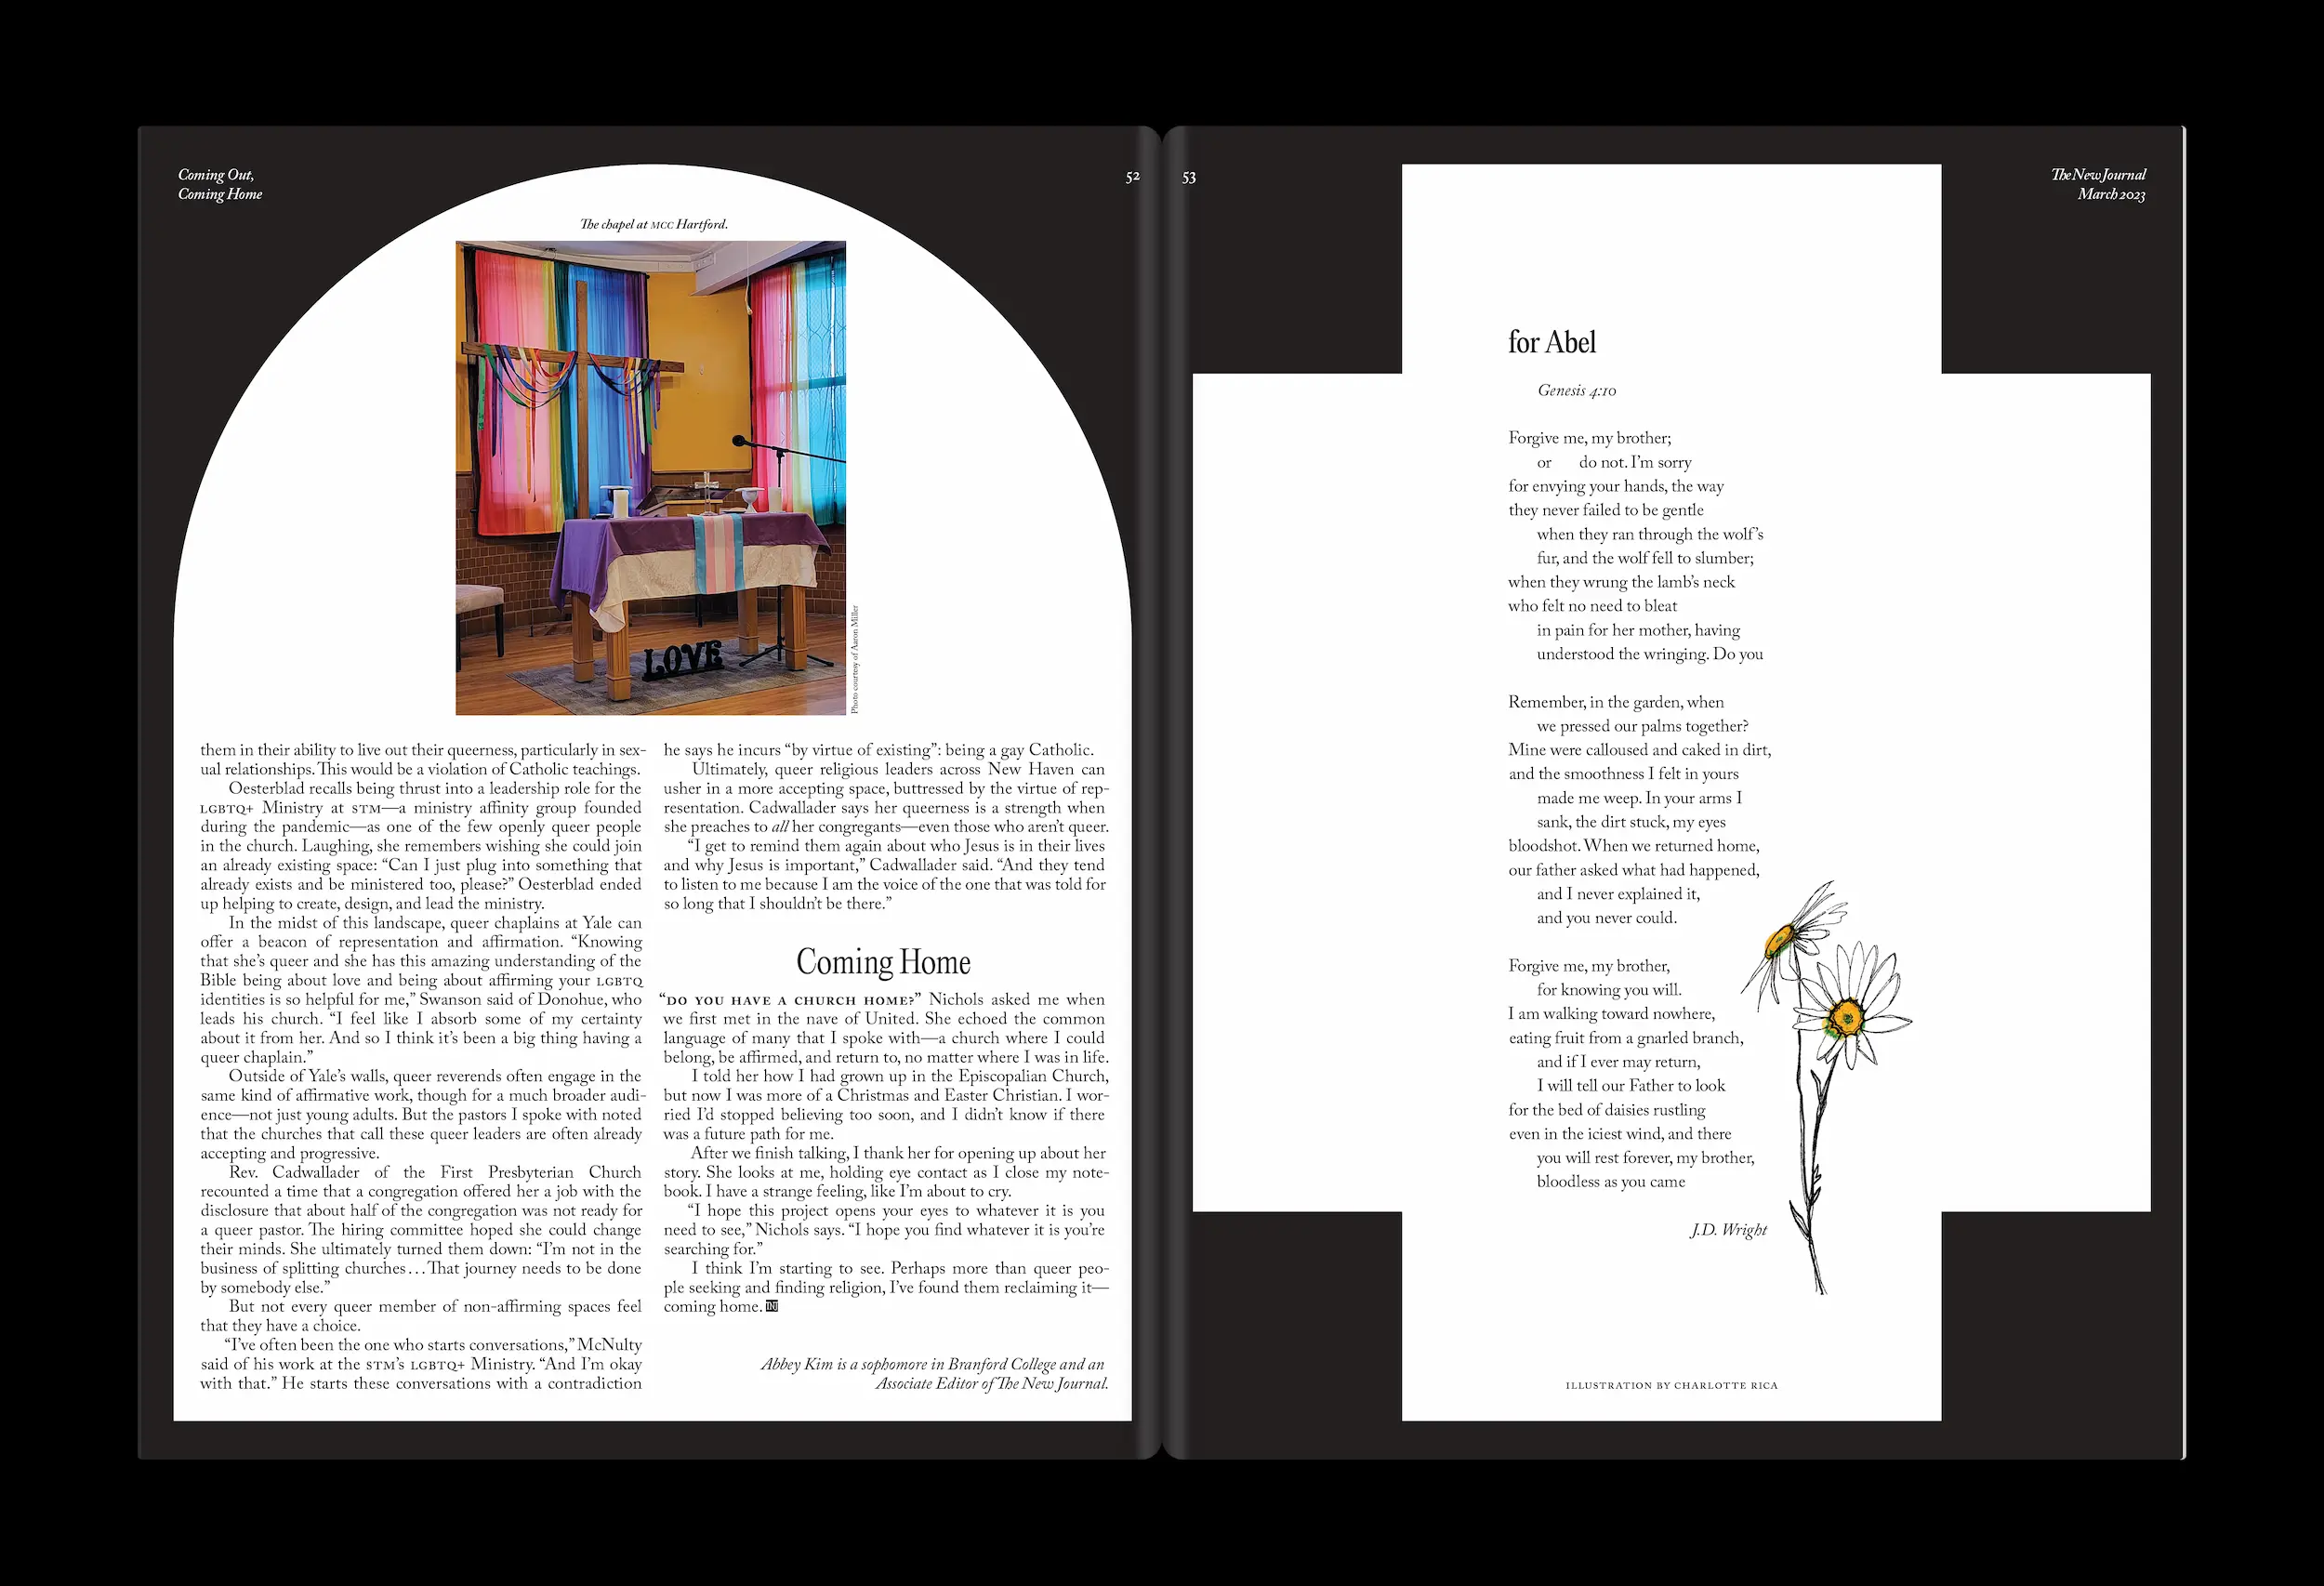 Coming Out,
Coming Home
52
The chapel at MCC Hartford.
LOVE
Photo courtesy of Aaron Miller
them in their ability to live out their queerness, particularly in sex-
ual relationships. This would be a violation of Catholic teachings.
Oesterblad recalls being thrust into a leadership role for the
LGBTQ+ Ministry at STM—a ministry affinity group founded
during the pandemic—as one of the few openly queer people
in the church. Laughing, she remembers wishing she could join
an already existing space: “Can I just plug into something that
already exists and be ministered too, please?” Oesterblad ended
up helping to create, design, and lead the ministry.
In the midst of this landscape, queer chaplains at Yale can
offer a beacon of representation and affirmation. “Knowing
that she’s queer and she has this amazing understanding of the
Bible being about love and being about affirming your LGBTQ
identities is so helpful for me,” Swanson said of Donohue, who
leads his church. “I feel like I absorb some of my certainty
about it from her. And so I think it’s been a big thing having a
queer chaplain.”
Outside of Yale’s walls, queer reverends often engage in the
same kind of affirmative work, though for a much broader audi-
ence—not just young adults. But the pastors I spoke with noted
that the churches that call these queer leaders are often already
accepting and progressive.
Rev. Cadwallader of the First Presbyterian Church
recounted a time that a congregation offered her a job with the
disclosure that about half of the congregation was not ready for
a queer pastor. The hiring committee hoped she could change
their minds. She ultimately turned them down: “I’m not in the
business of splitting churches...That journey needs to be done
by somebody else.”
But not every queer member of non-affirming spaces feel
that they have a choice.
“I’ve often been the one who starts conversations,” McNulty
said of his work at the STM’s LGBTQ+ Ministry. “And I’m okay
with that.” He starts these conversations with a contradiction
he says he incurs “by virtue of existing”: being a gay Catholic.
Ultimately, queer religious leaders across New Haven can
usher in a more accepting space, buttressed by the virtue of rep-
resentation. Cadwallader says her queerness is a strength when
she preaches to all her congregants—even those who aren’t queer.
“I get to remind them again about who Jesus is in their lives
and why Jesus is important,” Cadwallader said. “And they tend
to listen to me because I am the voice of the one that was told for
so long that I shouldn’t be there.”
Coming Home
“DO YOU HAVE A CHURCH HOME?” Nichols asked me when
we first met in the nave of United. She echoed the common
language of many that I spoke with—a church where I could
belong, be affirmed, and return to, no matter where I was in life.
I told her how I had grown up in the Episcopalian Church,
but now I was more of a Christmas and Easter Christian. I wor-
ried I’d stopped believing too soon, and I didn’t know if there
was a future path for me.
After we finish talking, I thank her for opening up about her
story. She looks at me, holding eye contact as I close my note-
book. I have a strange feeling, like I’m about to cry.
“I hope this project opens your eyes to whatever it is you
need to see,” Nichols says. “I hope you find whatever it is you’re
searching for.”
I think I’m starting to see. Perhaps more than queer peo-
ple seeking and finding religion, I’ve found them reclaiming it—
coming home. TNJ
Abbey Kim is a sophomore in Branford College and an
Associate Editor of The New Journal.
53
The New Journal
March 2023
for Abel
Genesis 4:10
Forgive me, my brother;
or do not. I’m sorry
for envying your hands, the way
they never failed to be gentle
when they ran through the wolf’s
fur, and the wolf fell to slumber;
when they wrung the lamb’s neck
who felt no need to bleat
in pain for her mother, having
understood the wringing. Do you
Remember, in the garden, when
we pressed our palms together?
Mine were calloused and caked in dirt,
and the smoothness I felt in yours
made me weep. In your arms I
sank, the dirt stuck, my eyes
bloodshot. When we returned home,
our father asked what had happened,
and I never explained it,
and you never could.
Forgive me, my brother,
for knowing you will.
I am walking toward nowhere,
eating fruit from a gnarled branch,
and if I ever may return,
I will tell our Father to look
for the bed of daisies rustling
even in the iciest wind, and there
you will rest forever, my brother,
bloodless as you came
J.D. Wright
ILLUSTRATION BY CHARLOTTE RICA